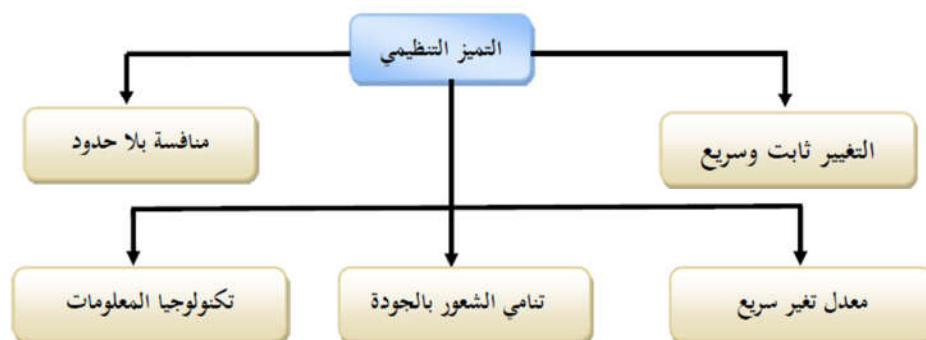 التميز التنظيمي
التغيير ثابت وسريع
منافسة بلا حدود
معدل تغير سريع
تنامي الشعور بالجودة
تكنولوجيا المعلومات